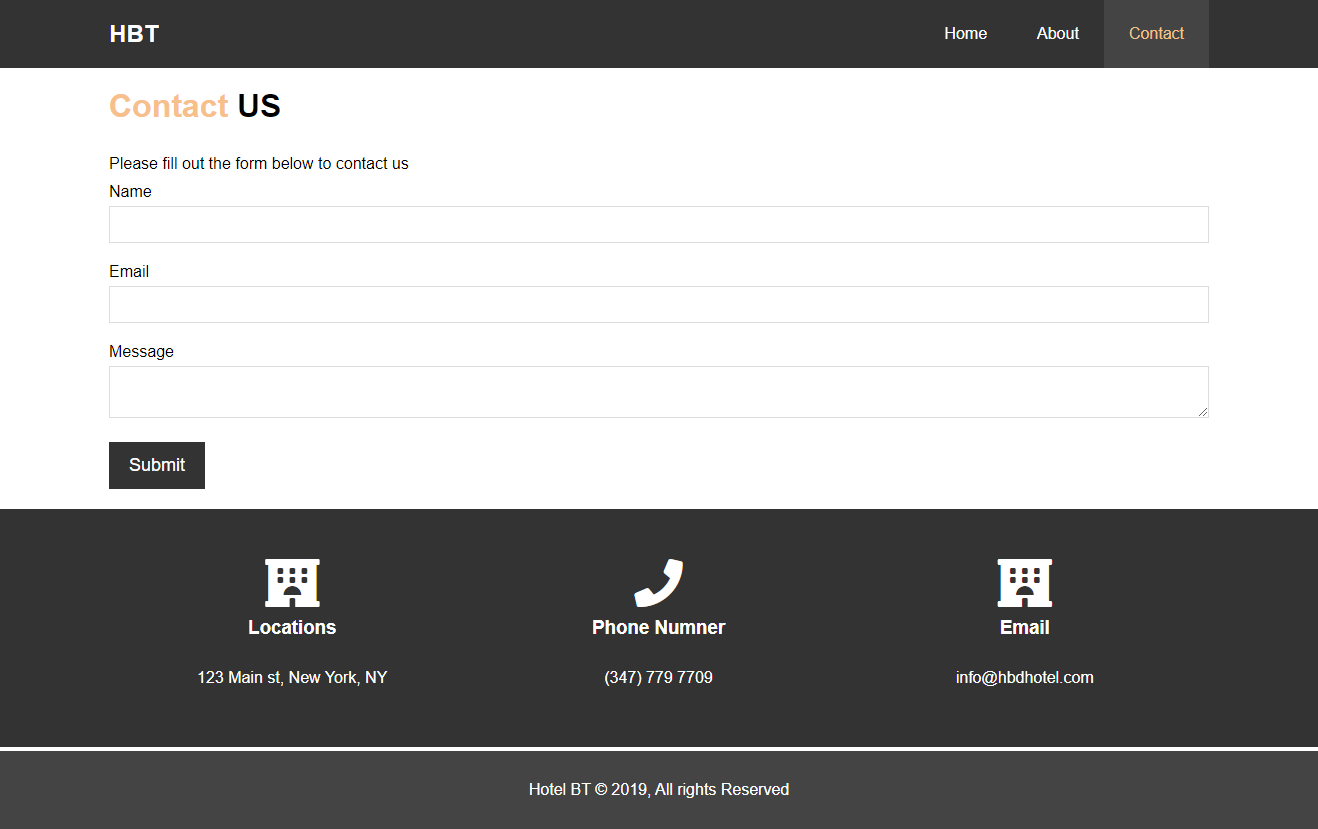 HBT
Home About Contact
Contact US
Please fill out the form below to contact us
Name
Email
Message
Submit
Locations Phone Numner Email
123 Main st, New York, NY (347) 779 7709 info@hbdhotel.com
Hotel BT © 2019, All rights Reserved